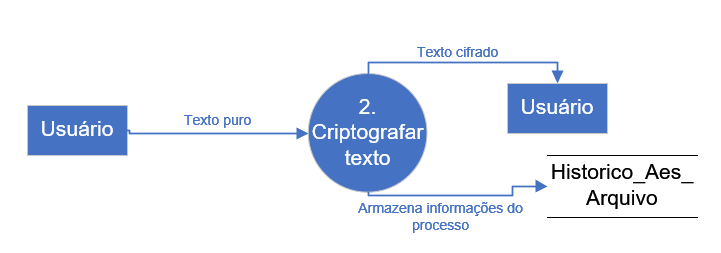 Texto cifrado
Usuário
Texto puro
2.
Criptografar
texto
Usuário
Historico_Aes_
Arquivo
Armazena informações do
processo